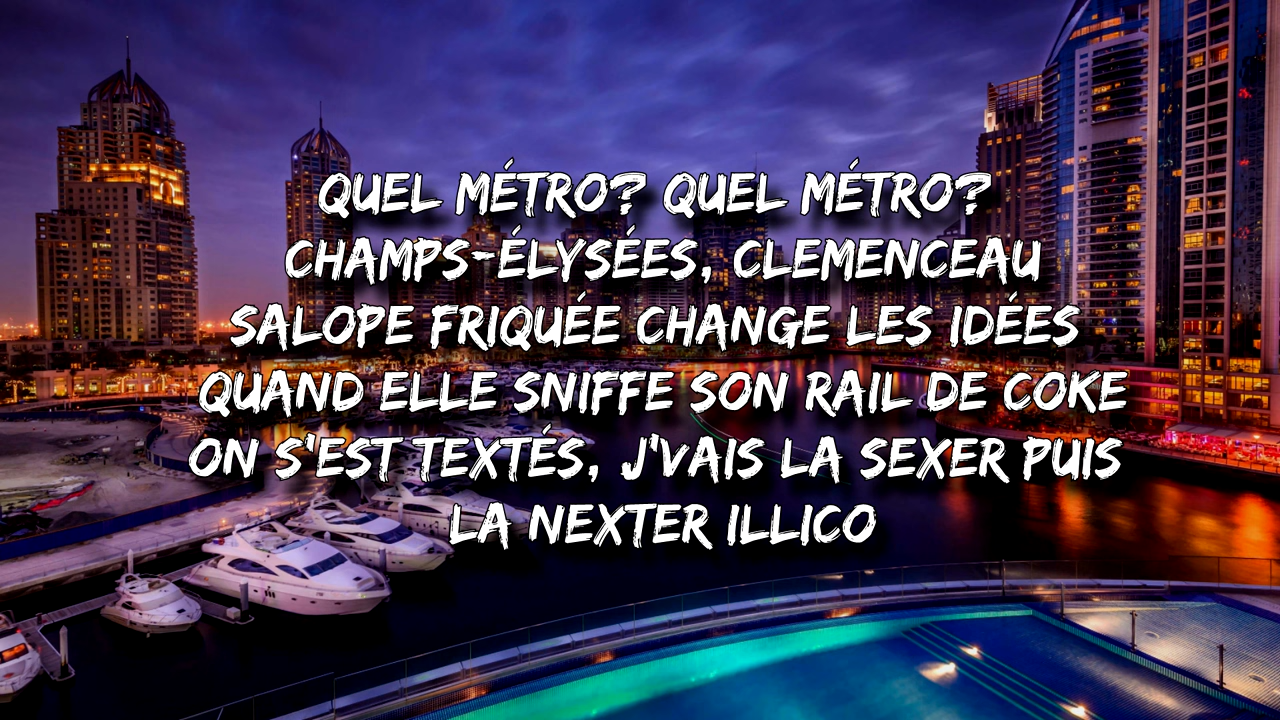 QUEL MÉTRO? QUEL MÉTRO?
CHAMPS-ÉLYSÉES, CLEMENCEAU
SALOPE FRIQUÉE CHANGE LES IDÉES
QUAND ELLE SNIFFE SON RAIL DE COKE
ON S'EST TEXTÉS, J'VAIS LA SEXER PUIS
LA NEXTER ILLICO